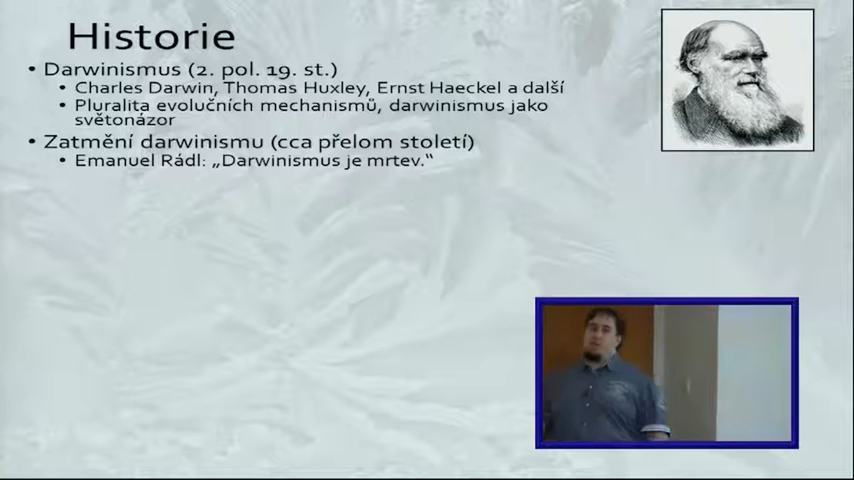 Historie
• Darwinismus (2. pol. 19. st.)
• Charles Darwin, Thomas Huxley, Ernst Haeckel a další
• Pluralita evolučních mechanismů, darwinismus jako
světonázor
• Zatmění darwinismu (cca přelom století)
• Emanuel Rádl: „Darwinismus je mrtev.“